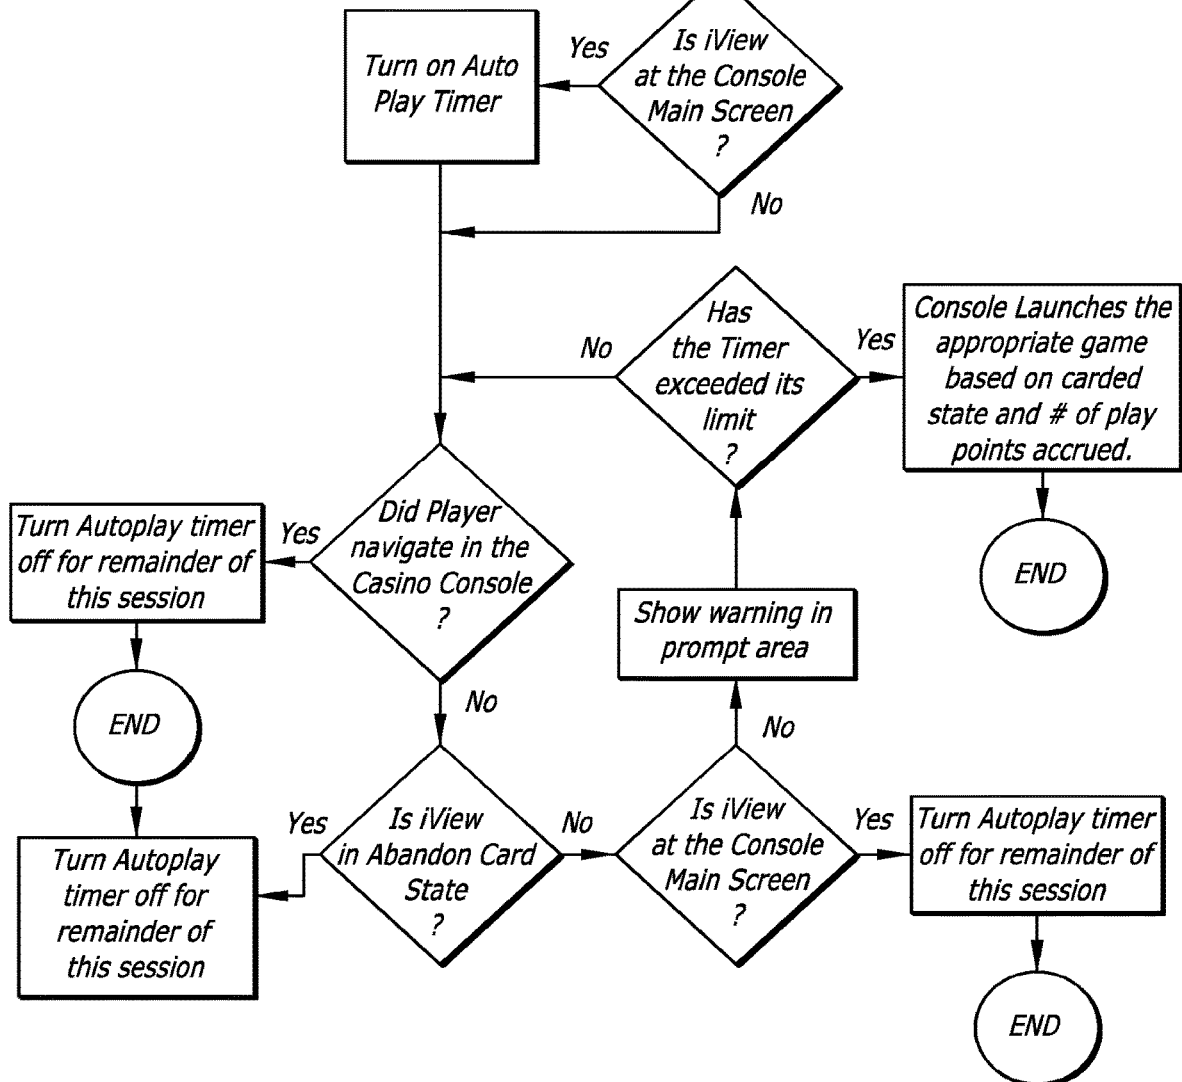 Turn on Auto
Play Timer
Yes
Is iView
at the Console
Main Screen
?
No
Has
the Timer
exceeded its
limit
?
No
Yes
Console Launches the
appropriate game
based on carded
state and # of play
points accrued.
END
Did Player
navigate in the
Casino Console
?
Yes
Turn Autoplay timer
off for remainder of
this session
END
No
Show warning in
prompt area
No
Is iView
in Abandon Card
State
?
Yes
Turn Autoplay
timer off for
remainder of
this session
No
Is iView
at the Console
Main Screen
?
Yes
Turn Autoplay timer
off for remainder of
this session
END